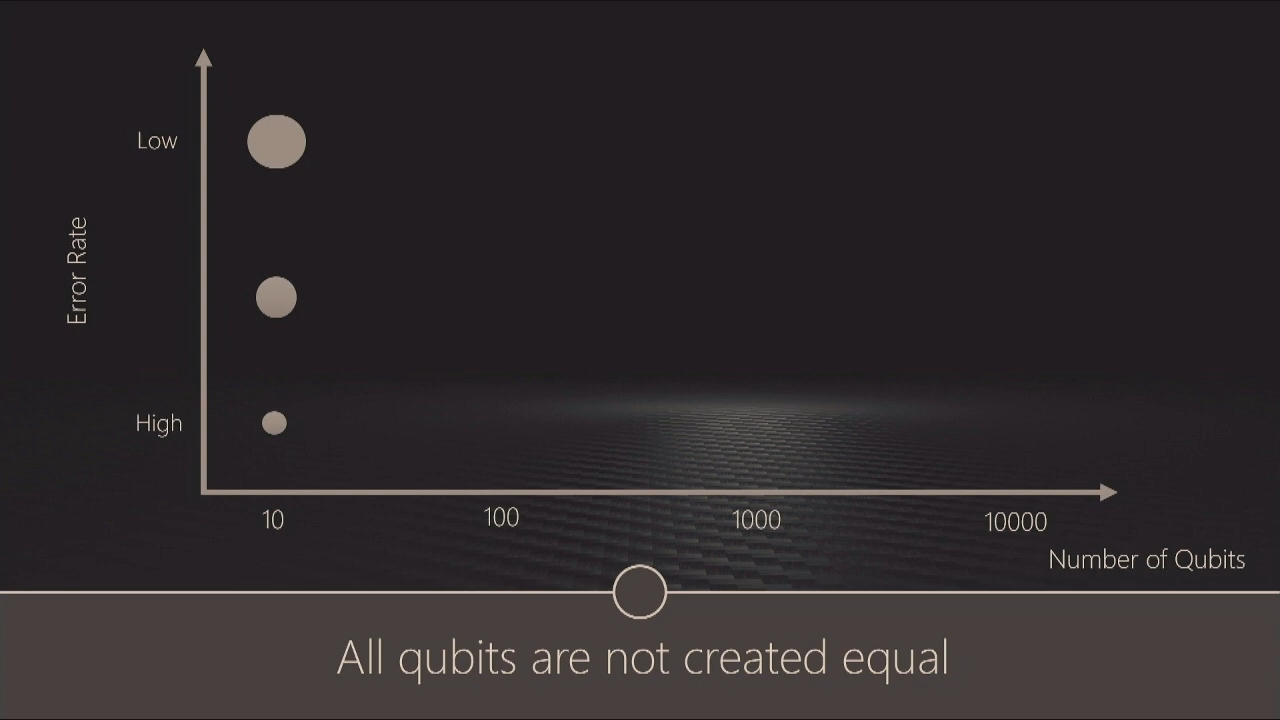 Low
Error Rate
High
10
100
1000
10000
Number of Qubits
All qubits are not created equal